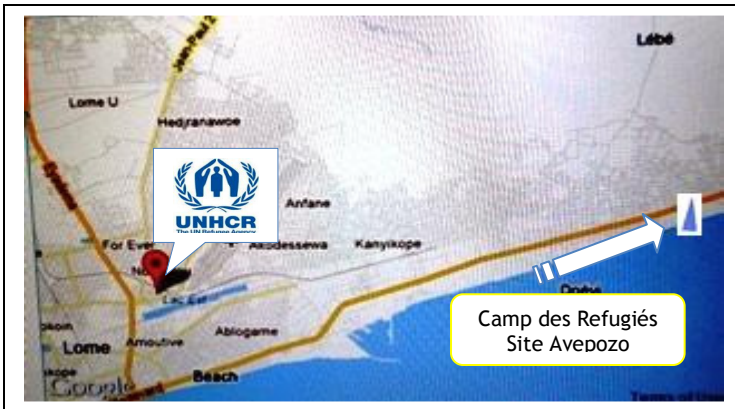 Jean Paul 2
Lébé
Lome U
Hedjranawoe
Eyadema
UNHCR
The UN Refugee Agency
Anfane
For Ever
Akodessewa
Kanyikope
Lac Est
Camp des Refugiés
Site Avepozo
Ablogame
Lome
Amoutive
Beach
Google